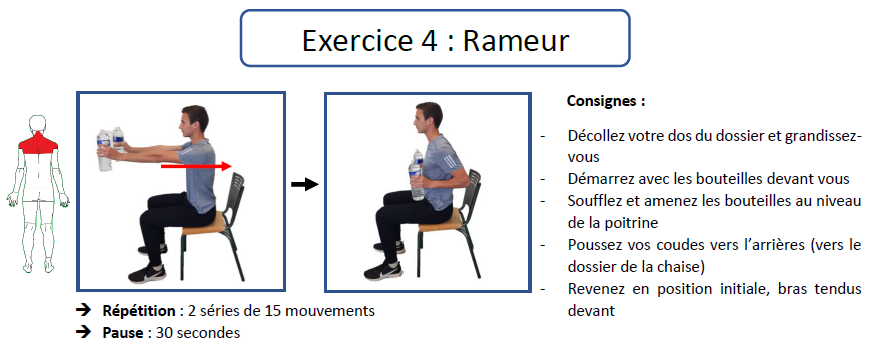 Exercice 4 : Rameur
Consignes :
- Décollez votre dos du dossier et grandissez-
vous
- Démarrez avec les bouteilles devant vous
- Soufflez et amenez les bouteilles au niveau
de la poitrine
- Poussez vos coudes vers l’arrières (vers le
dossier de la chaise)
- Revenez en position initiale, bras tendus
devant
➔ Répétition : 2 séries de 15 mouvements
➔ Pause : 30 secondes